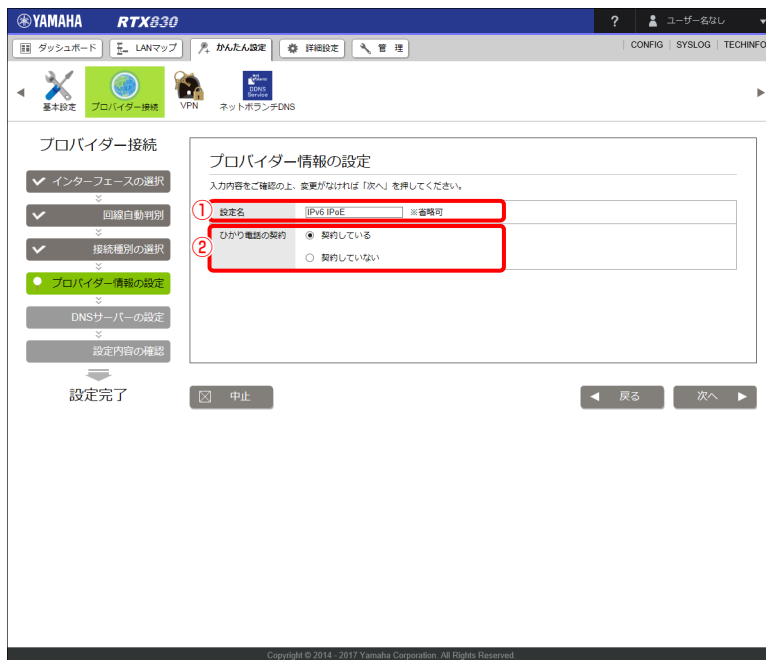 YAMAHA RTX830 ? ユーザー名なし
ダッシュボード LANマップ かんたん設定 詳細設定 管 理 CONFIG SYSLOG TECHINFO
基本設定 プロバイダー接続 VPN ネットボランチDNS
DDNS
Service
プロバイダー接続
インターフェースの選択
回線自動判別
接続種別の選択
プロバイダー情報の設定
DNSサーバーの設定
設定内容の確認
設定完了
プロバイダー情報の設定
入力内容をご確認の上、変更がなければ「次へ」を押してください。
① 設定名 IPv6 IPoE ※省略可
② ひかり電話の契約 契約している
契約していない
中止 戻る 次へ
Copyright © 2014 - 2017 Yamaha Corporation. All Rights Reserved.